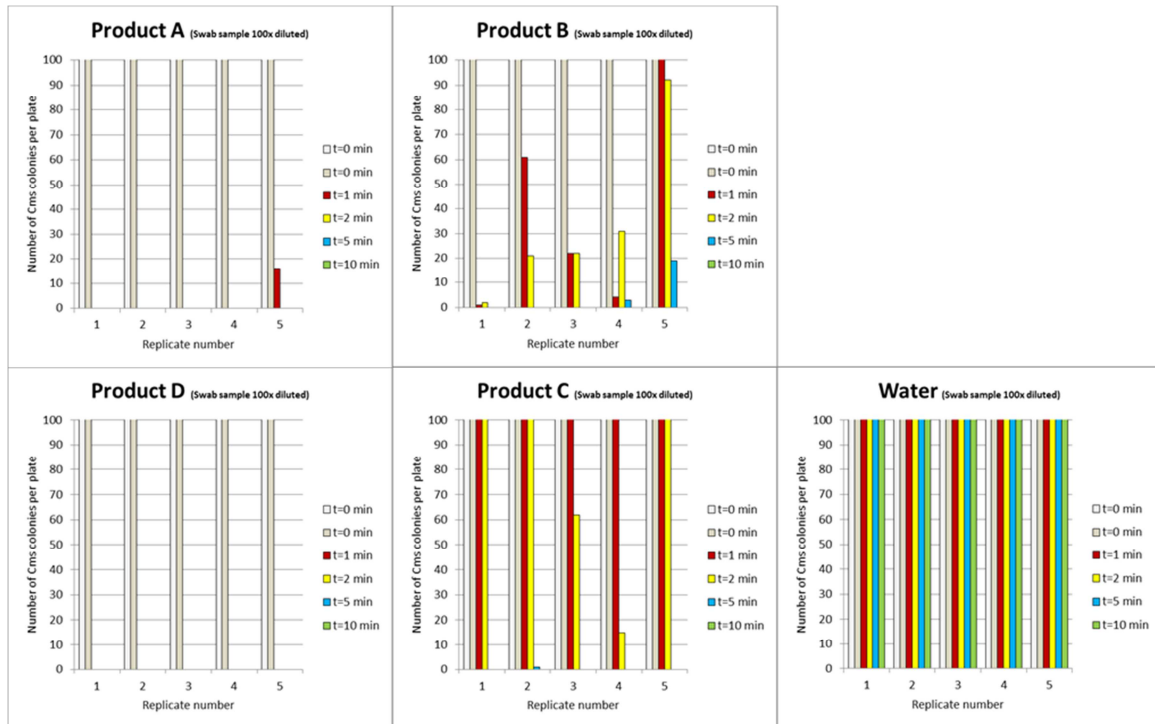 Product A (Swab sample 100x diluted)
Number of Cms colonies per plate
100
90
80
70
60
50
40
30
20
10
0
1 2 3 4 5
Replicate number
t=0 min
t=0 min
t=1 min
t=2 min
t=5 min
t=10 min
Product B (Swab sample 100x diluted)
Number of Cms colonies per plate
100
90
80
70
60
50
40
30
20
10
0
1 2 3 4 5
Replicate number
t=0 min
t=0 min
t=1 min
t=2 min
t=5 min
t=10 min
Product D (Swab sample 100x diluted)
Number of Cms colonies per plate
100
90
80
70
60
50
40
30
20
10
0
1 2 3 4 5
Replicate number
t=0 min
t=0 min
t=1 min
t=2 min
t=5 min
t=10 min
Product C (Swab sample 100x diluted)
Number of Cms colonies per plate
100
90
80
70
60
50
40
30
20
10
0
1 2 3 4 5
Replicate number
t=0 min
t=0 min
t=1 min
t=2 min
t=5 min
t=10 min
Water (Swab sample 100x diluted)
Number of Cms colonies per plate
100
90
80
70
60
50
40
30
20
10
0
1 2 3 4 5
Replicate number
t=0 min
t=0 min
t=1 min
t=2 min
t=5 min
t=10 min